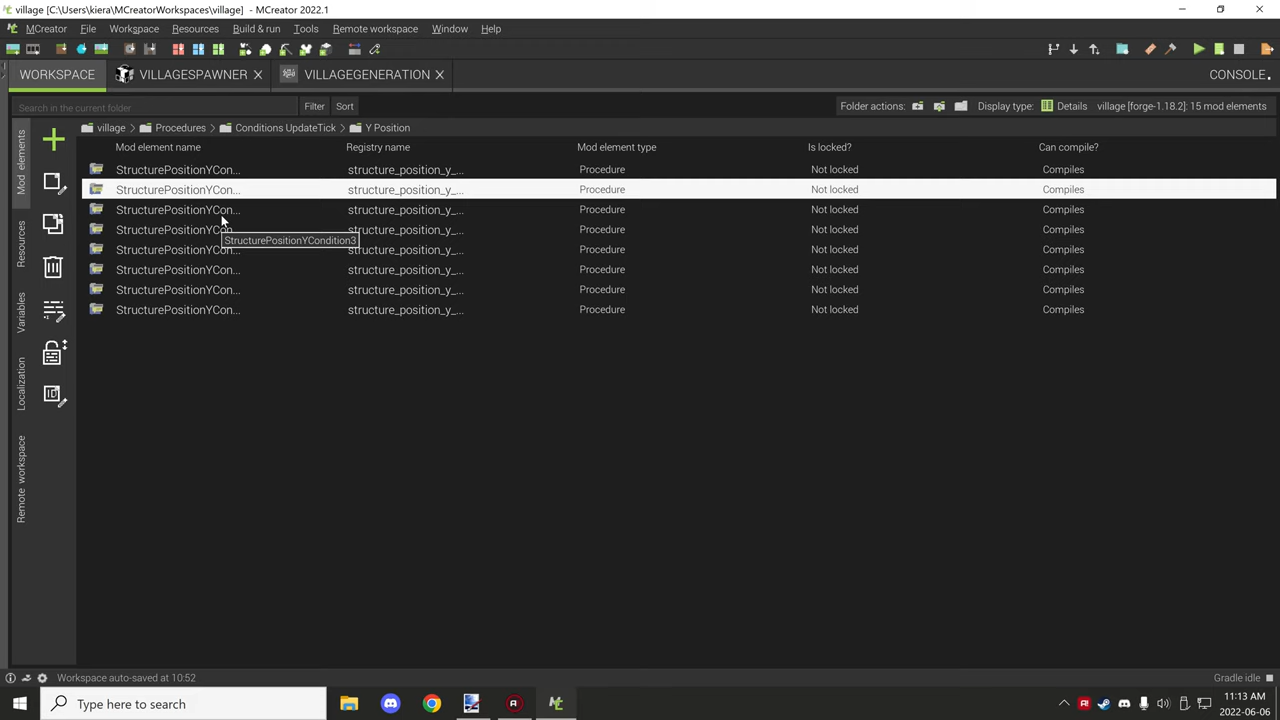 village [C:\Users\kiera\MCreatorWorkspaces\village] - MCreator 2022.1
MCreator File Workspace Resources Build & run Tools Remote workspace Window Help
WORKSPACE VILLAGESPAWNER VILLAGEGENERATION CONSOLE
Search in the current folder Filter Sort Folder actions: Display type: Details village [forge-1.18.2]: 15 mod elements
village Procedures Conditions UpdateTick Y Position
Mod element name Registry name Mod element type Is locked? Can compile?
StructurePositionYCon... structure_position_y_... Procedure Not locked Compiles
StructurePositionYCon... structure_position_y_... Procedure Not locked Compiles
StructurePositionYCon... structure_position_y_... Procedure Not locked Compiles
StructurePositionYCon... structure_position_y_... Procedure Not locked Compiles
StructurePositionYCondition3
StructurePositionYCon... structure_position_y_... Procedure Not locked Compiles
StructurePositionYCon... structure_position_y_... Procedure Not locked Compiles
StructurePositionYCon... structure_position_y_... Procedure Not locked Compiles
StructurePositionYCon... structure_position_y_... Procedure Not locked Compiles
Mod elements
Resources
Variables
Localization
Remote workspace
Workspace auto-saved at 10:52 Gradle idle
Type here to search 11:13 AM
2022-06-06